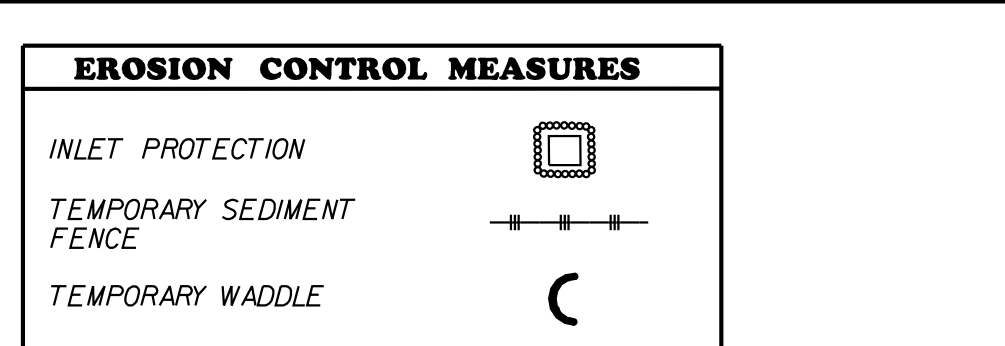 EROSION CONTROL MEASURES
INLET PROTECTION
TEMPORARY SEDIMENT
FENCE
TEMPORARY WADDLE